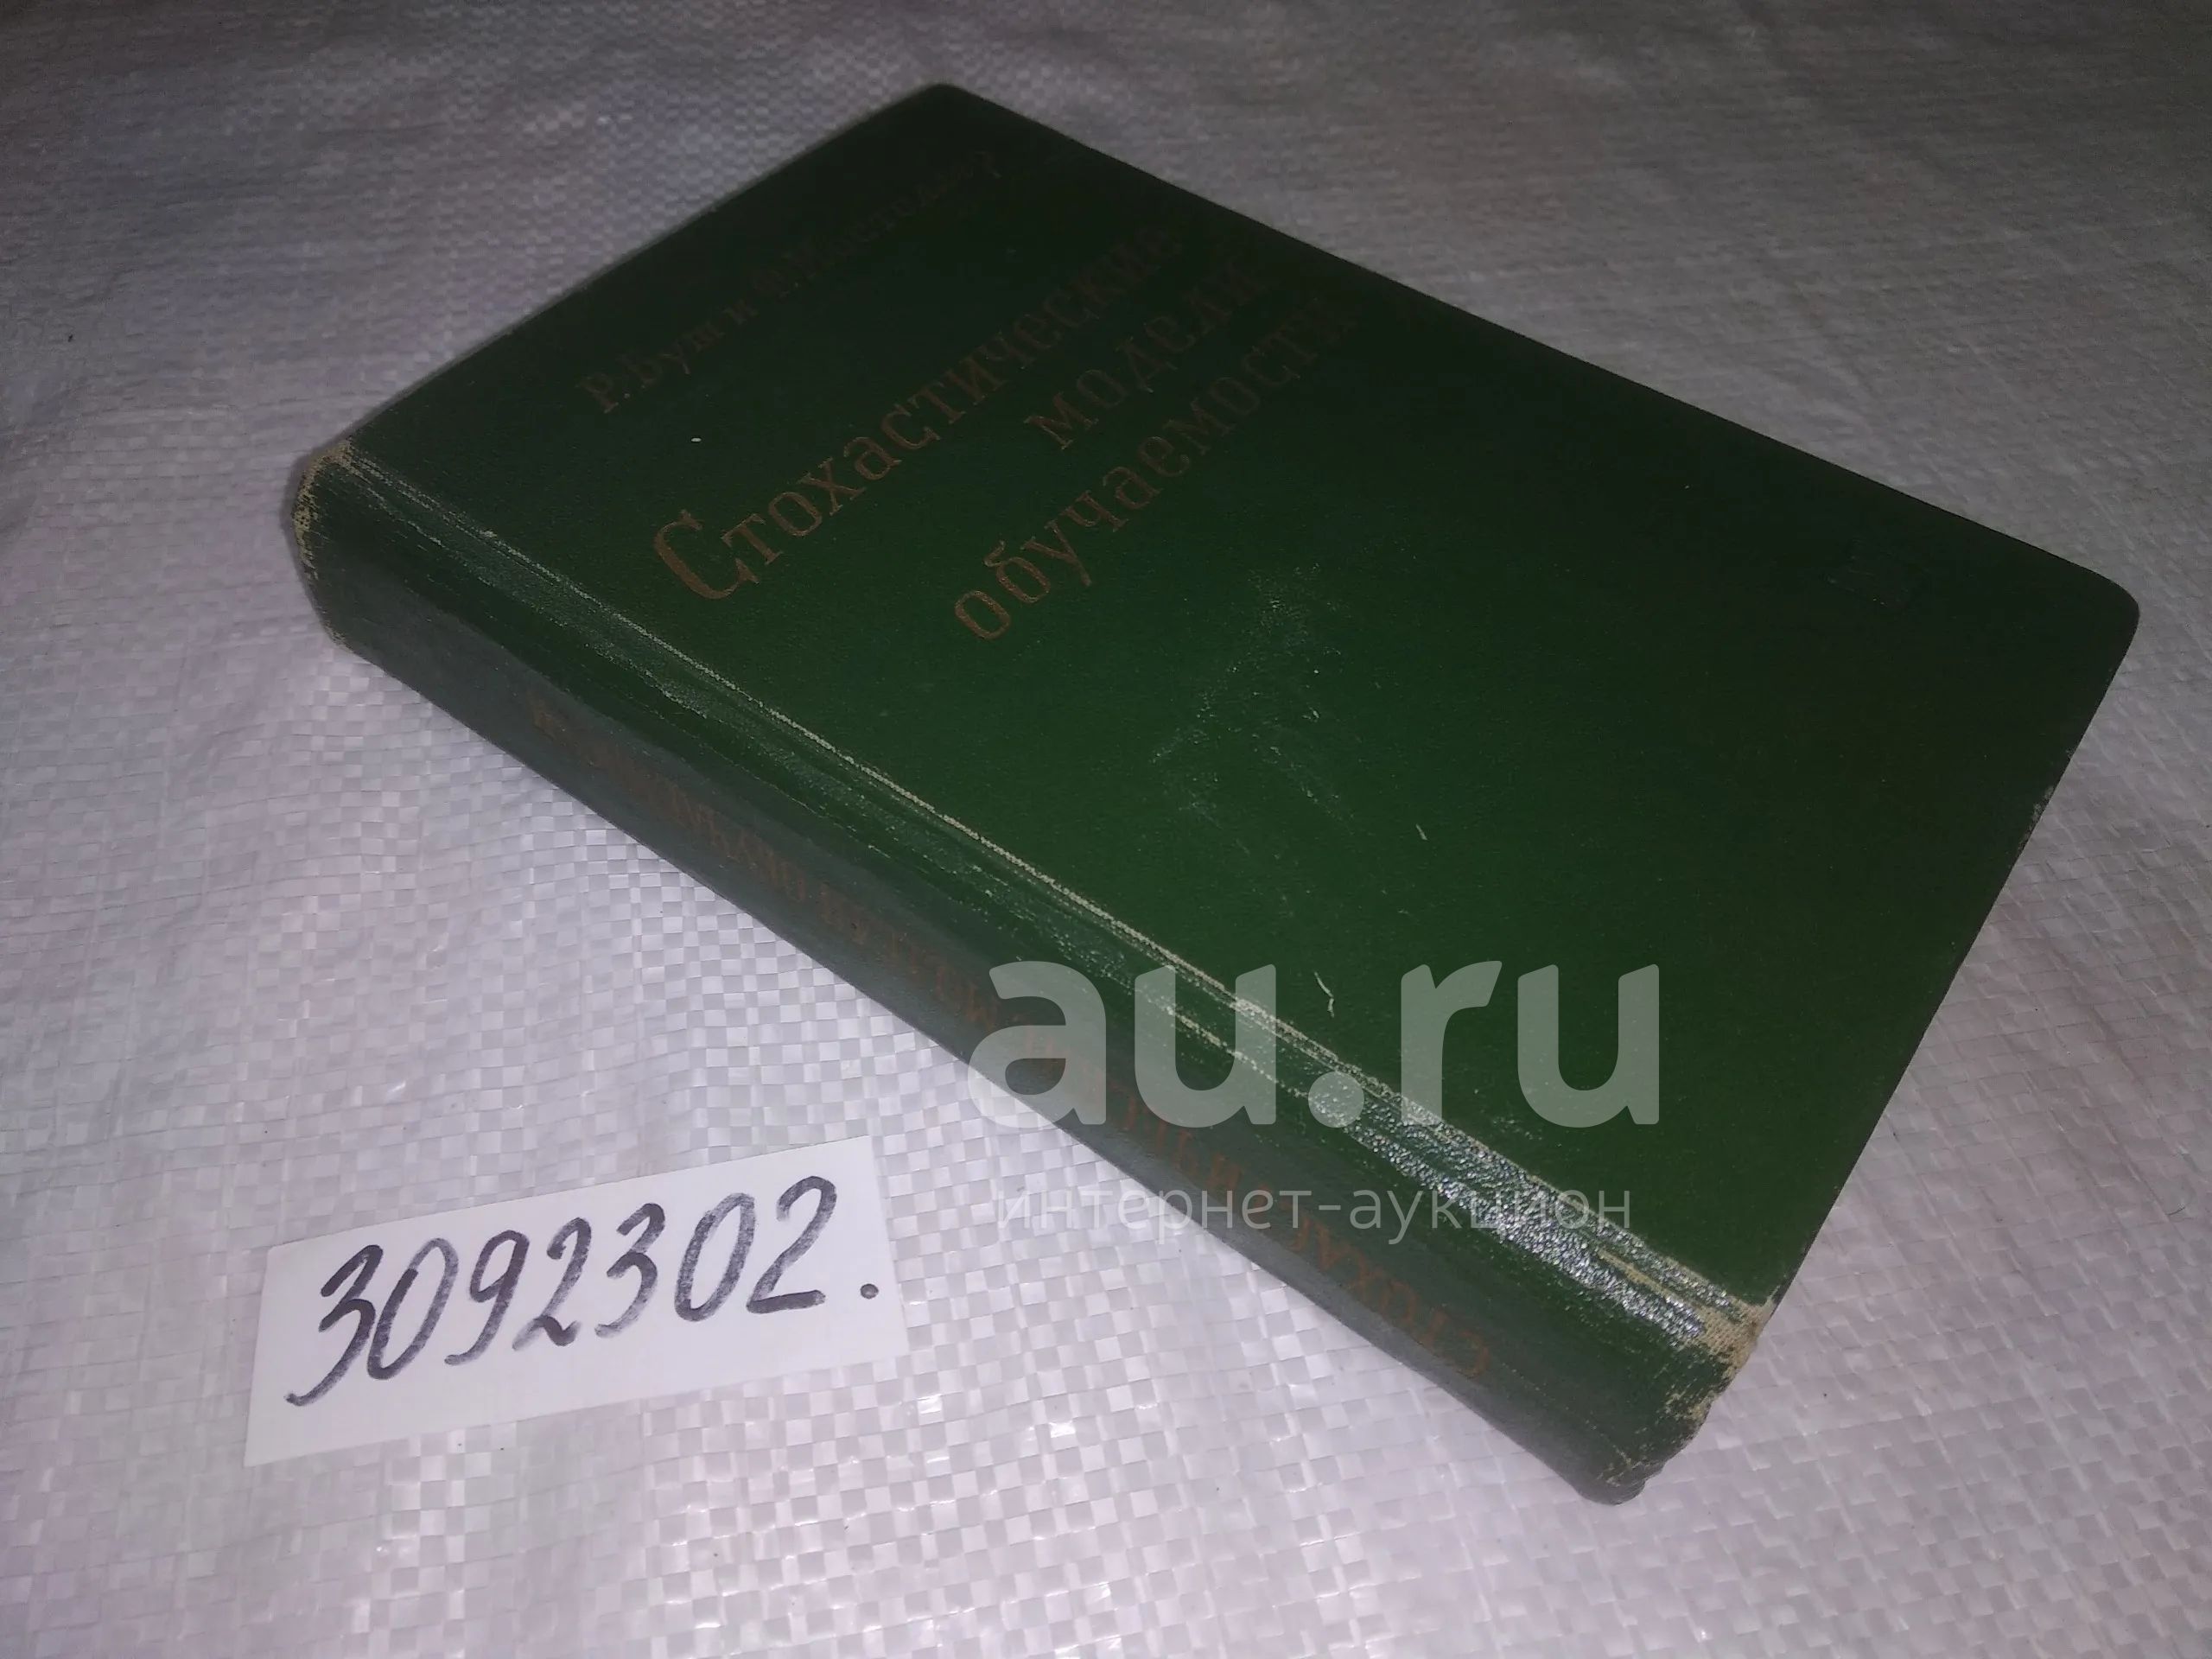 Р. Буш и Ф. Мостеллер
Стохастические
модели
обучаемости
СТОХАСТИЧЕСКИЕ МОДЕЛИ ОБУЧАЕМОСТИ
au.ru
интернет-аукцион
3092302.